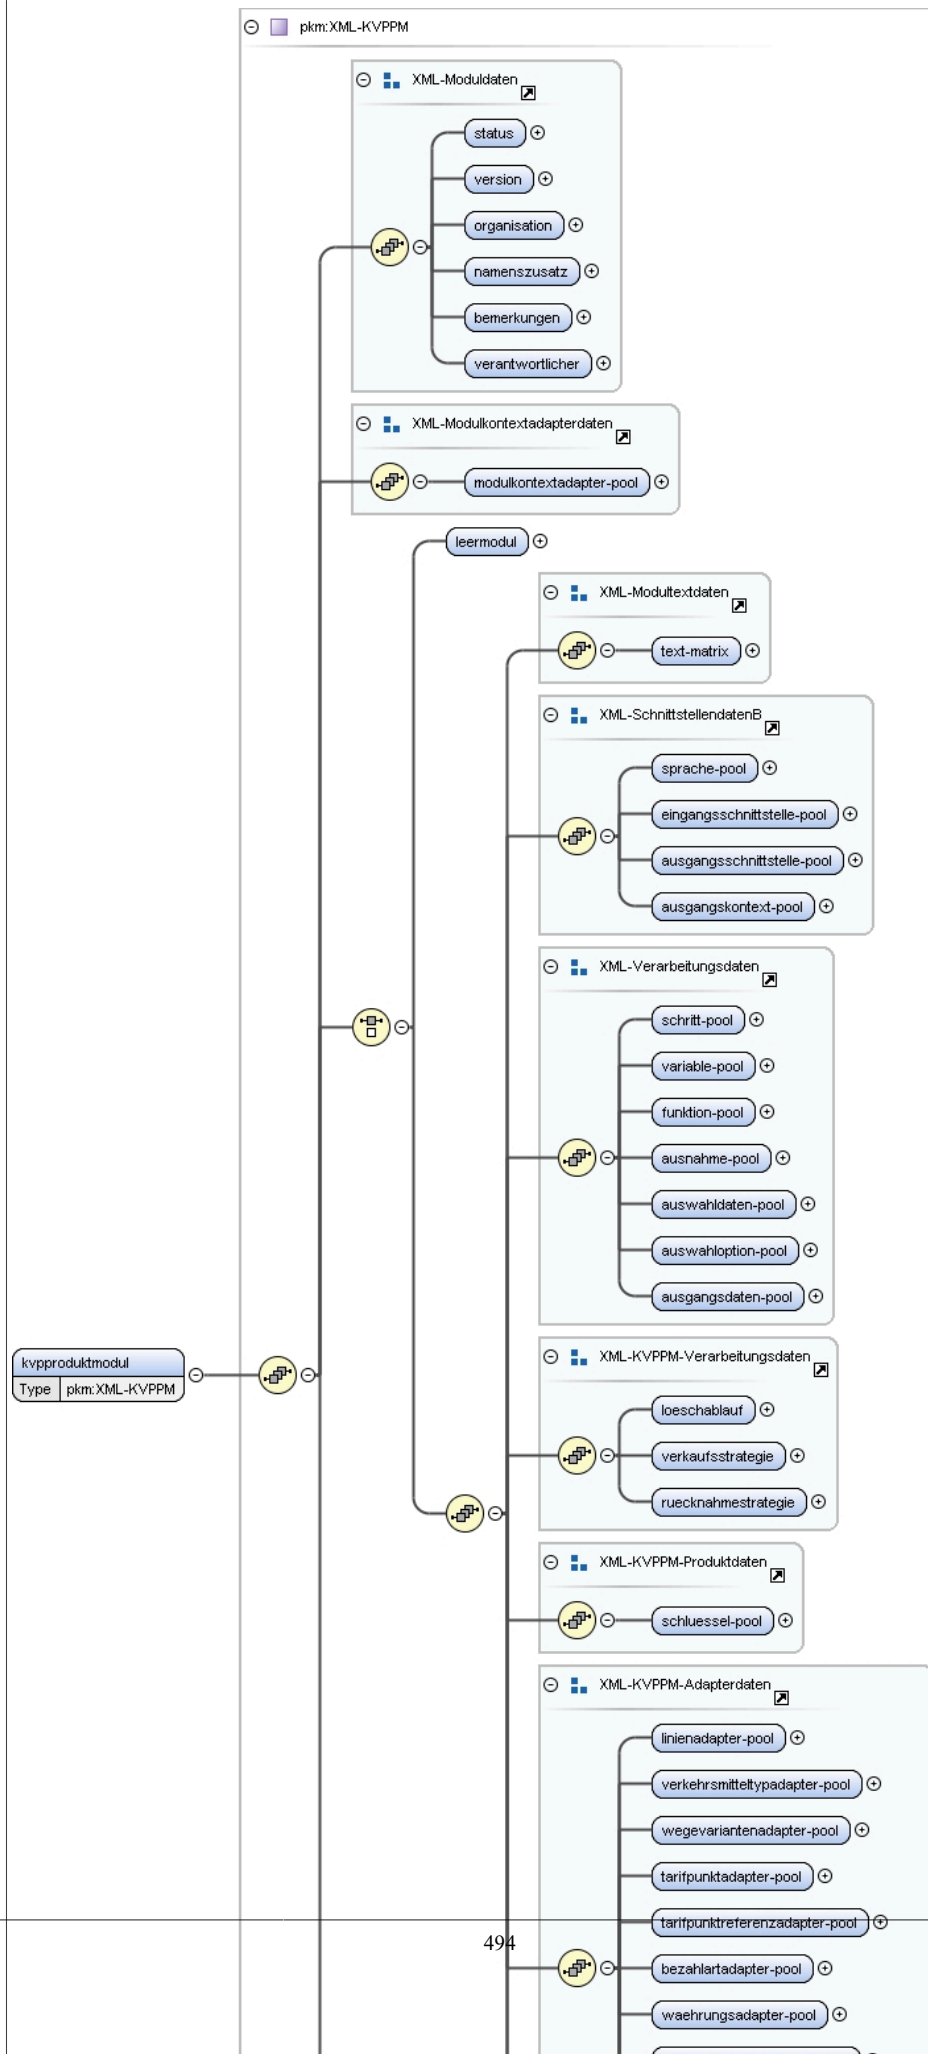 pkm:XML-KVPPM
XML-Moduldaten
status
version
organisation
namenszusatz
bemerkungen
verantwortlicher
XML-Modulkontextadapterdaten
modulkontextadapter-pool
leermodul
XML-Modultextdaten
text-matrix
XML-SchnittstellendatenB
sprache-pool
eingangsschnittstelle-pool
ausgangsschnittstelle-pool
ausgangskontext-pool
XML-Verarbeitungsdaten
schritt-pool
variable-pool
funktion-pool
ausnahme-pool
auswahldaten-pool
auswahloption-pool
ausgangsdaten-pool
XML-KVPPM-Verarbeitungsdaten
kvpproduktmodul
Type pkm:XML-KVPPM
loeschablauf
verkaufsstrategie
ruecknahmestrategie
XML-KVPPM-Produktdaten
schluessel-pool
XML-KVPPM-Adapterdaten
linienadapter-pool
verkehrsmitteltypadapter-pool
wegevariantenadapter-pool
tarifpunktadapter-pool
tarifpunktreferenzadapter-pool
494
bezahlartadapter-pool
waehrungsadapter-pool